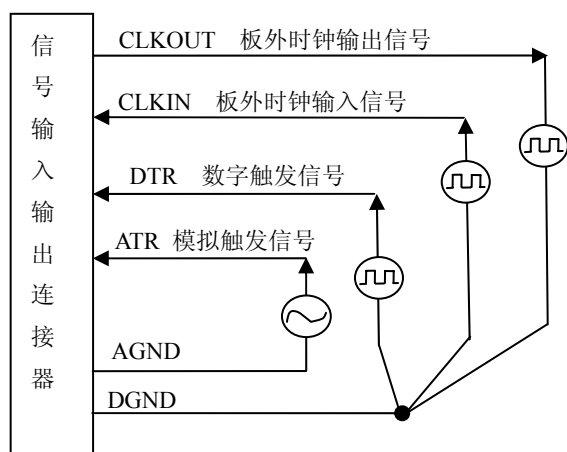 信号输入输出连接器
CLKOUT 板外时钟输出信号
CLKIN 板外时钟输入信号
DTR 数字触发信号
ATR 模拟触发信号
AGND
DGND